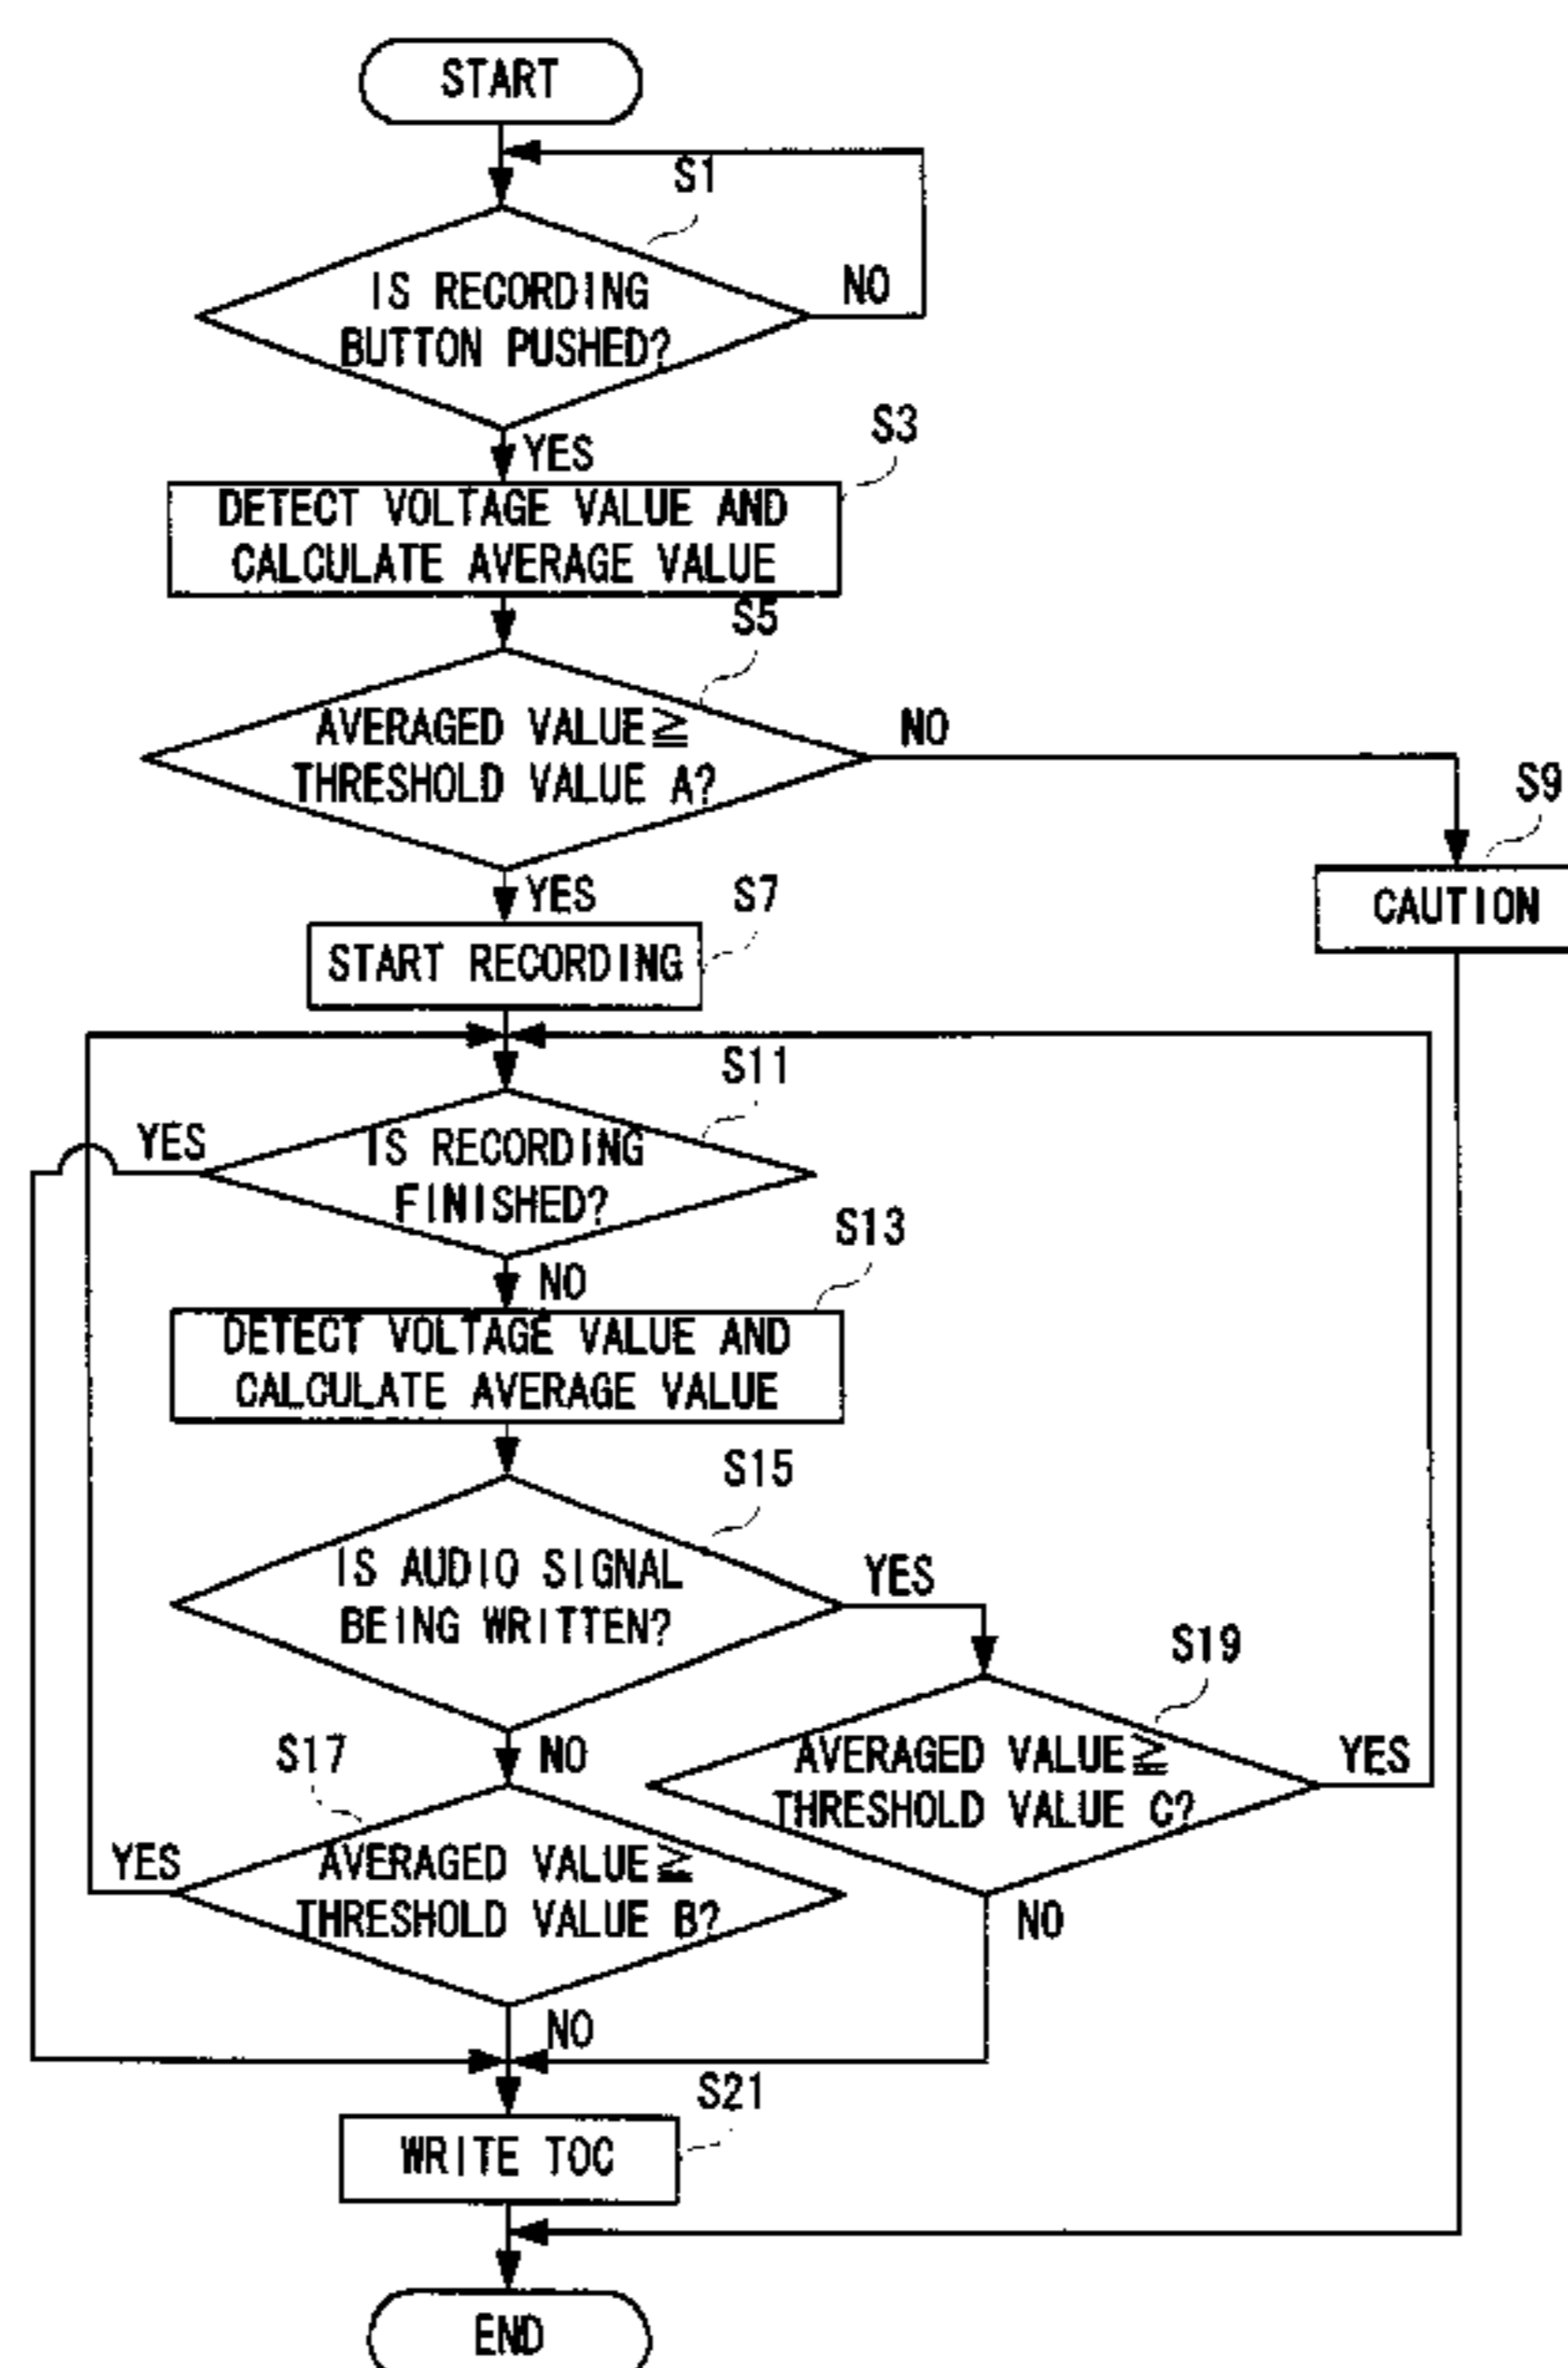 START
S1
IS RECORDING
BUTTON PUSHED?
NO
YES
S3
DETECT VOLTAGE VALUE AND
CALCULATE AVERAGE VALUE
S5
AVERAGED VALUE≧
THRESHOLD VALUE A?
NO
S9
CAUTION
YES
S7
START RECORDING
S11
YES
IS RECORDING
FINISHED?
NO
S13
DETECT VOLTAGE VALUE AND
CALCULATE AVERAGE VALUE
S15
IS AUDIO SIGNAL
BEING WRITTEN?
YES
S19
AVERAGED VALUE≧
THRESHOLD VALUE C?
YES
NO
NO
S17
YES
AVERAGED VALUE≧
THRESHOLD VALUE B?
NO
S21
WRITE TOC
END